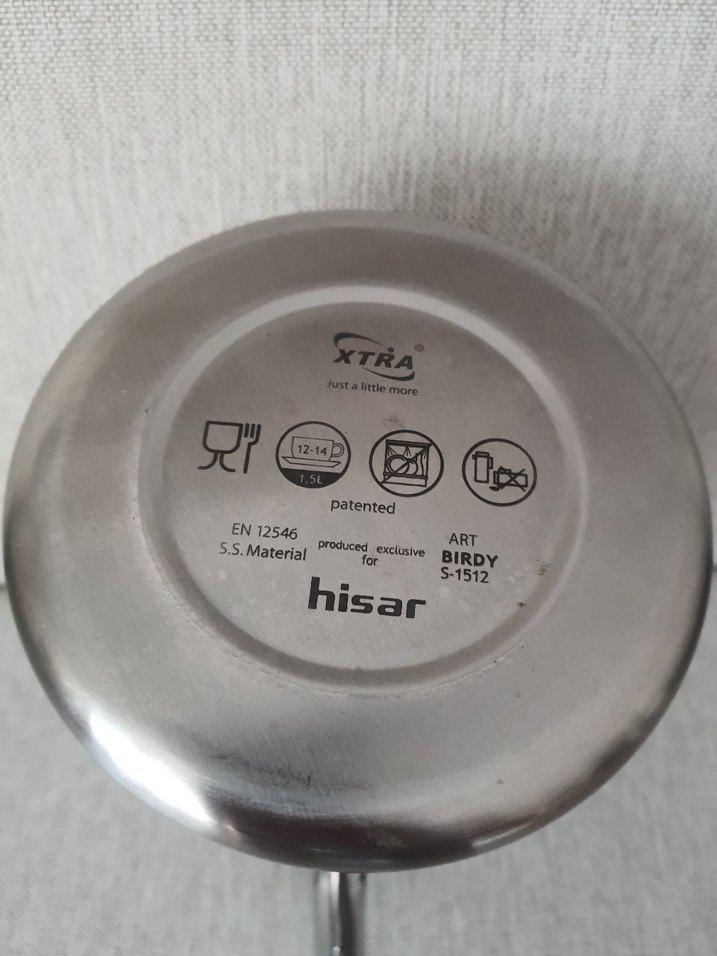 XTRA®
Just a little more
12-14
1.5L
patented
EN 12546
S.S. Material
produced exclusive
for
ART
BIRDY
S-1512
hisar